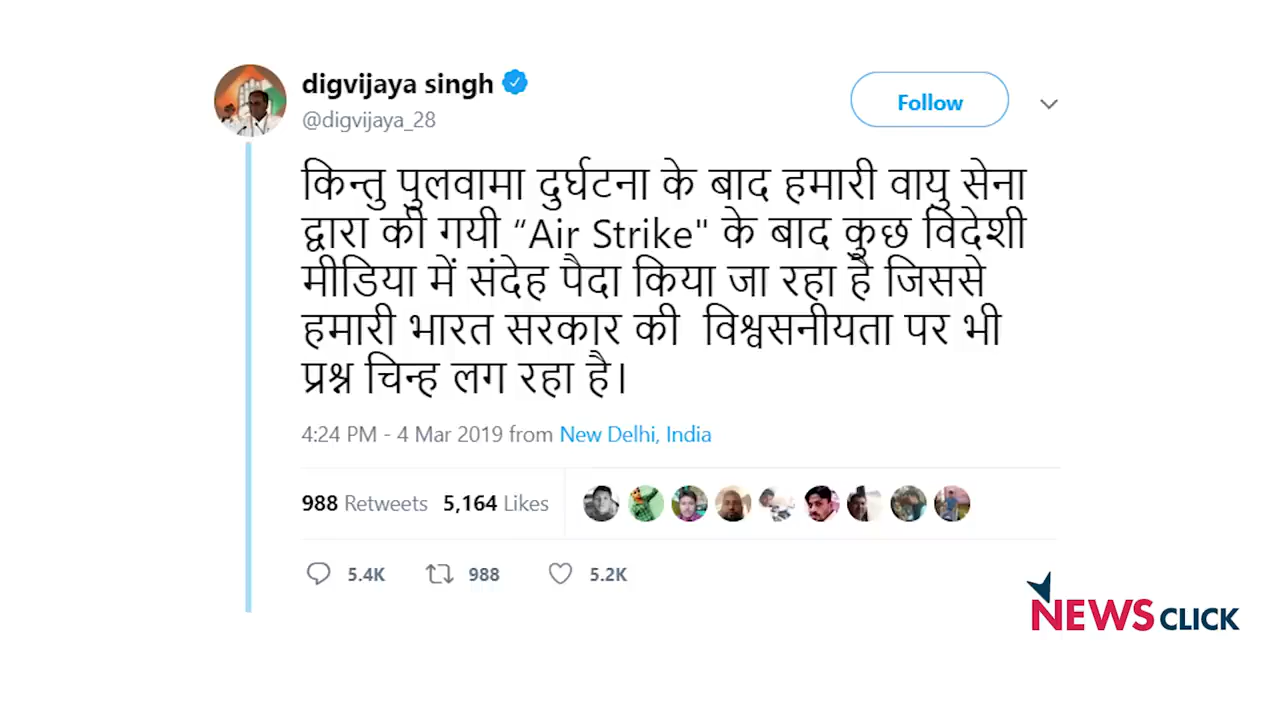 digvijaya singh
@digvijaya_28
Follow
किन्तु पुलवामा दुर्घटना के बाद हमारी वायु सेना
द्वारा की गयी “Air Strike" के बाद कुछ विदेशी
मीडिया में संदेह पैदा किया जा रहा है जिससे
हमारी भारत सरकार की विश्वसनीयता पर भी
प्रश्न चिन्ह लग रहा है।
4:24 PM - 4 Mar 2019 from New Delhi, India
988 Retweets 5,164 Likes
5.4K 988 5.2K
NEWSCLICK